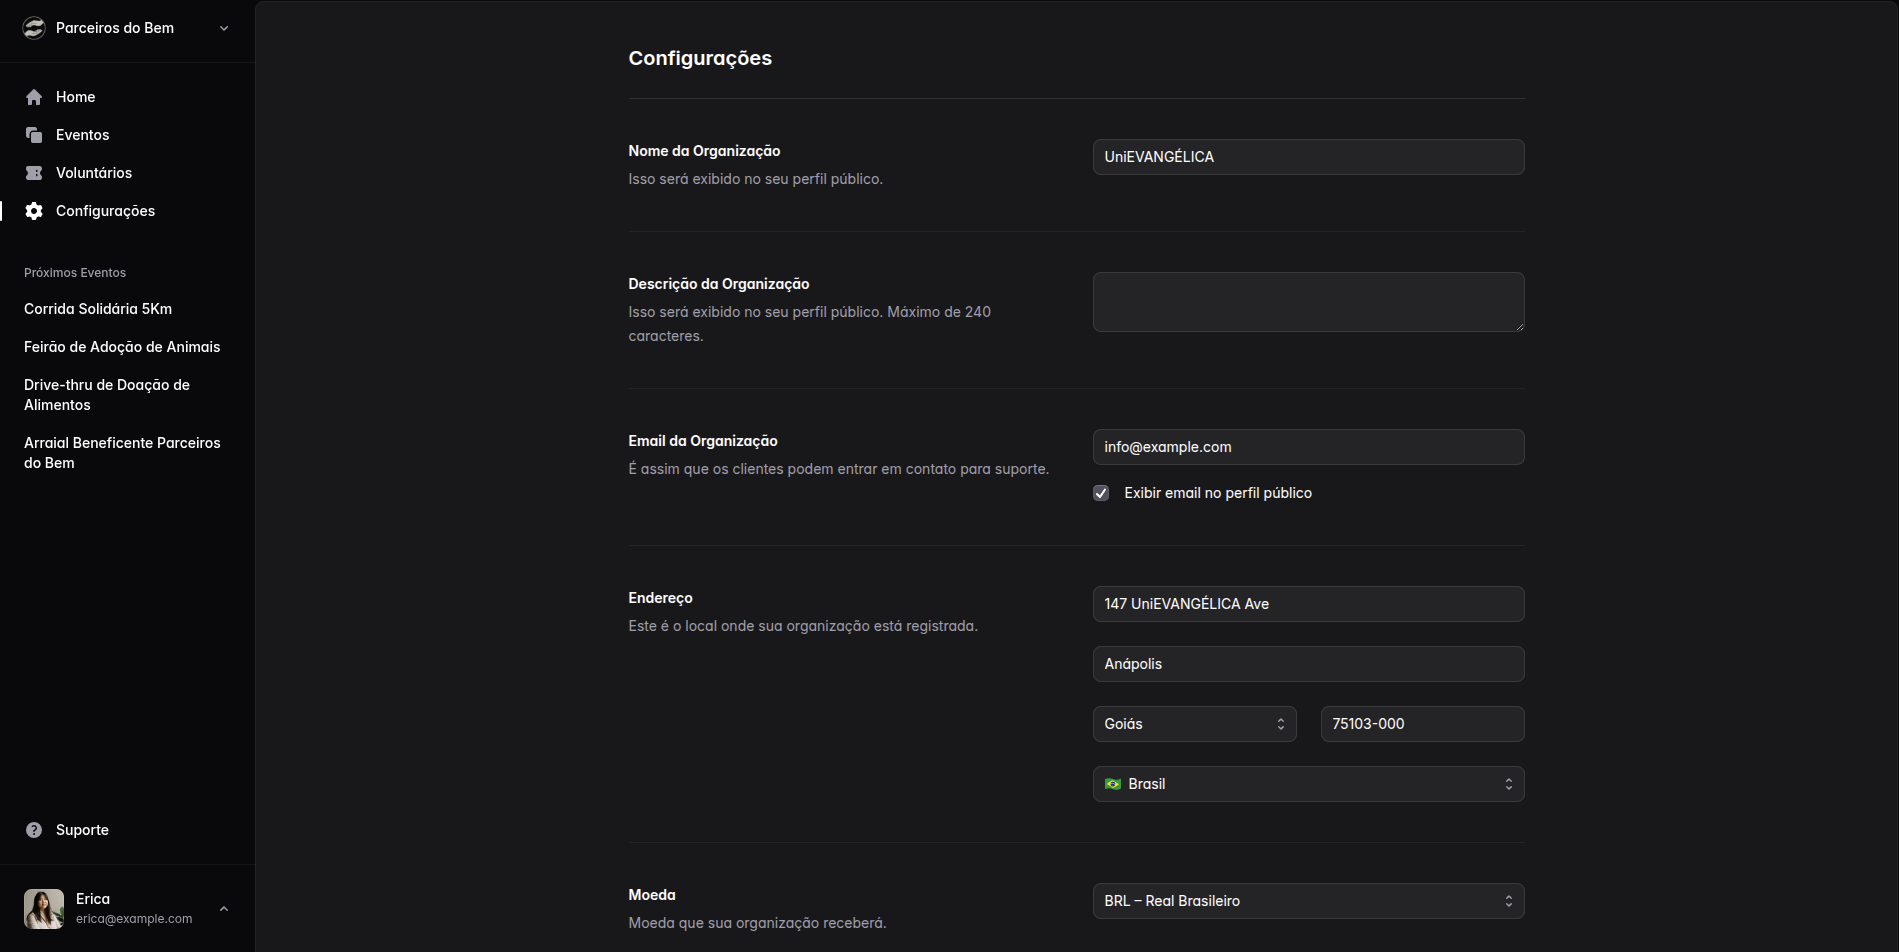 Parceiros do Bem
Home
Eventos
Voluntários
Configurações
Próximos Eventos
Corrida Solidária 5Km
Feirão de Adoção de Animais
Drive-thru de Doação de
Alimentos
Arraial Beneficente Parceiros
do Bem
Suporte
Erica
erica@example.com
Configurações
Nome da Organização
Isso será exibido no seu perfil público.
UniEVANGÉLICA
Descrição da Organização
Isso será exibido no seu perfil público. Máximo de 240
caracteres.
Email da Organização
É assim que os clientes podem entrar em contato para suporte.
info@example.com
Exibir email no perfil público
Endereço
Este é o local onde sua organização está registrada.
147 UniEVANGÉLICA Ave
Anápolis
Goiás
75103-000
Brasil
Moeda
Moeda que sua organização receberá.
BRL – Real Brasileiro